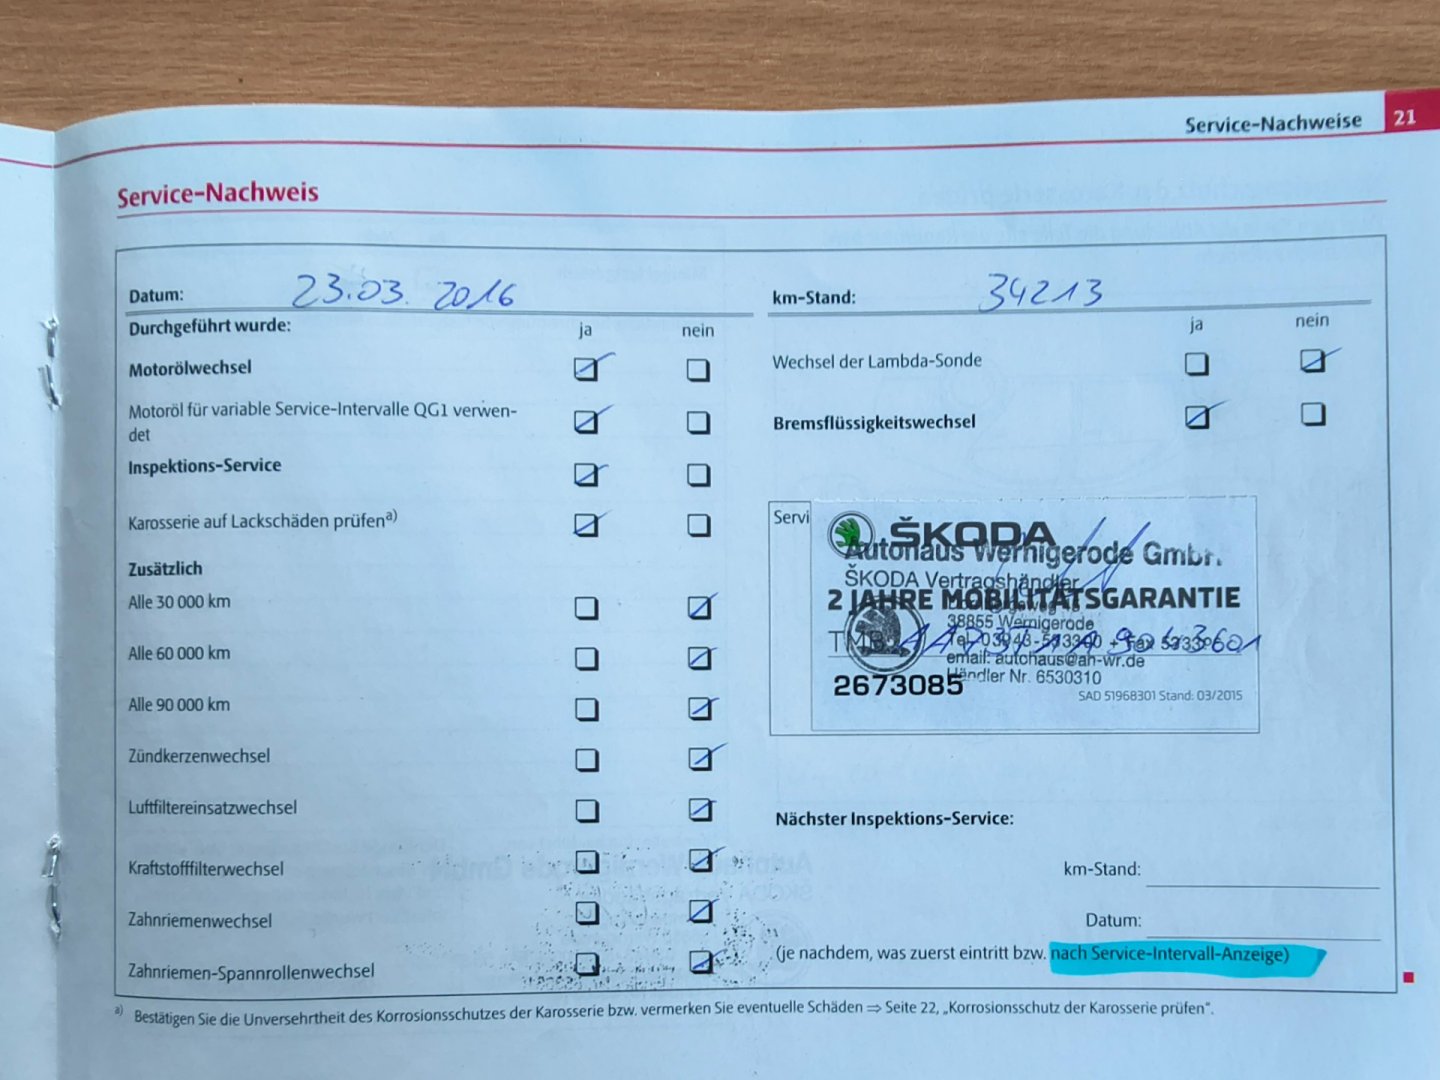 Service-Nachweise 21
Service-Nachweis
Datum: 23.03.2016
km-Stand: 34213
Durchgeführt wurde: ja nein
ja nein
Motorölwechsel
Wechsel der Lambda-Sonde
Motoröl für variable Service-Intervalle QG1 verwen-
det
Bremsflüssigkeitswechsel
Inspektions-Service
Karosserie auf Lackschäden prüfen a)
Zusätzlich
Alle 30 000 km
Alle 60 000 km
Alle 90 000 km
Zündkerzenwechsel
Luftfiltereinsatzwechsel
Kraftstofffilterwechsel
Zahnriemenwechsel
Zahnriemen-Spannrollenwechsel
Servi
ŠKODA
Autohaus Wernigerode GmbH
ŠKODA Vertragshändler
2 JAHRE MOBILITÄTSGARANTIE
38855 Wernigerode
TMB
Tel. 03943-533300 + Fax
email: autohaus@ah-wr.de
2673085
Händler Nr. 6530310
SAD 51968301 Stand: 03/2015
Nächster Inspektions-Service:
km-Stand:
Datum:
(je nachdem, was zuerst eintritt bzw. nach Service-Intervall-Anzeige)
a) Bestätigen Sie die Unversehrtheit des Korrosionsschutzes der Karosserie bzw. vermerken Sie eventuelle Schäden ⇒ Seite 22, „Korrosionsschutz der Karosserie prüfen“.